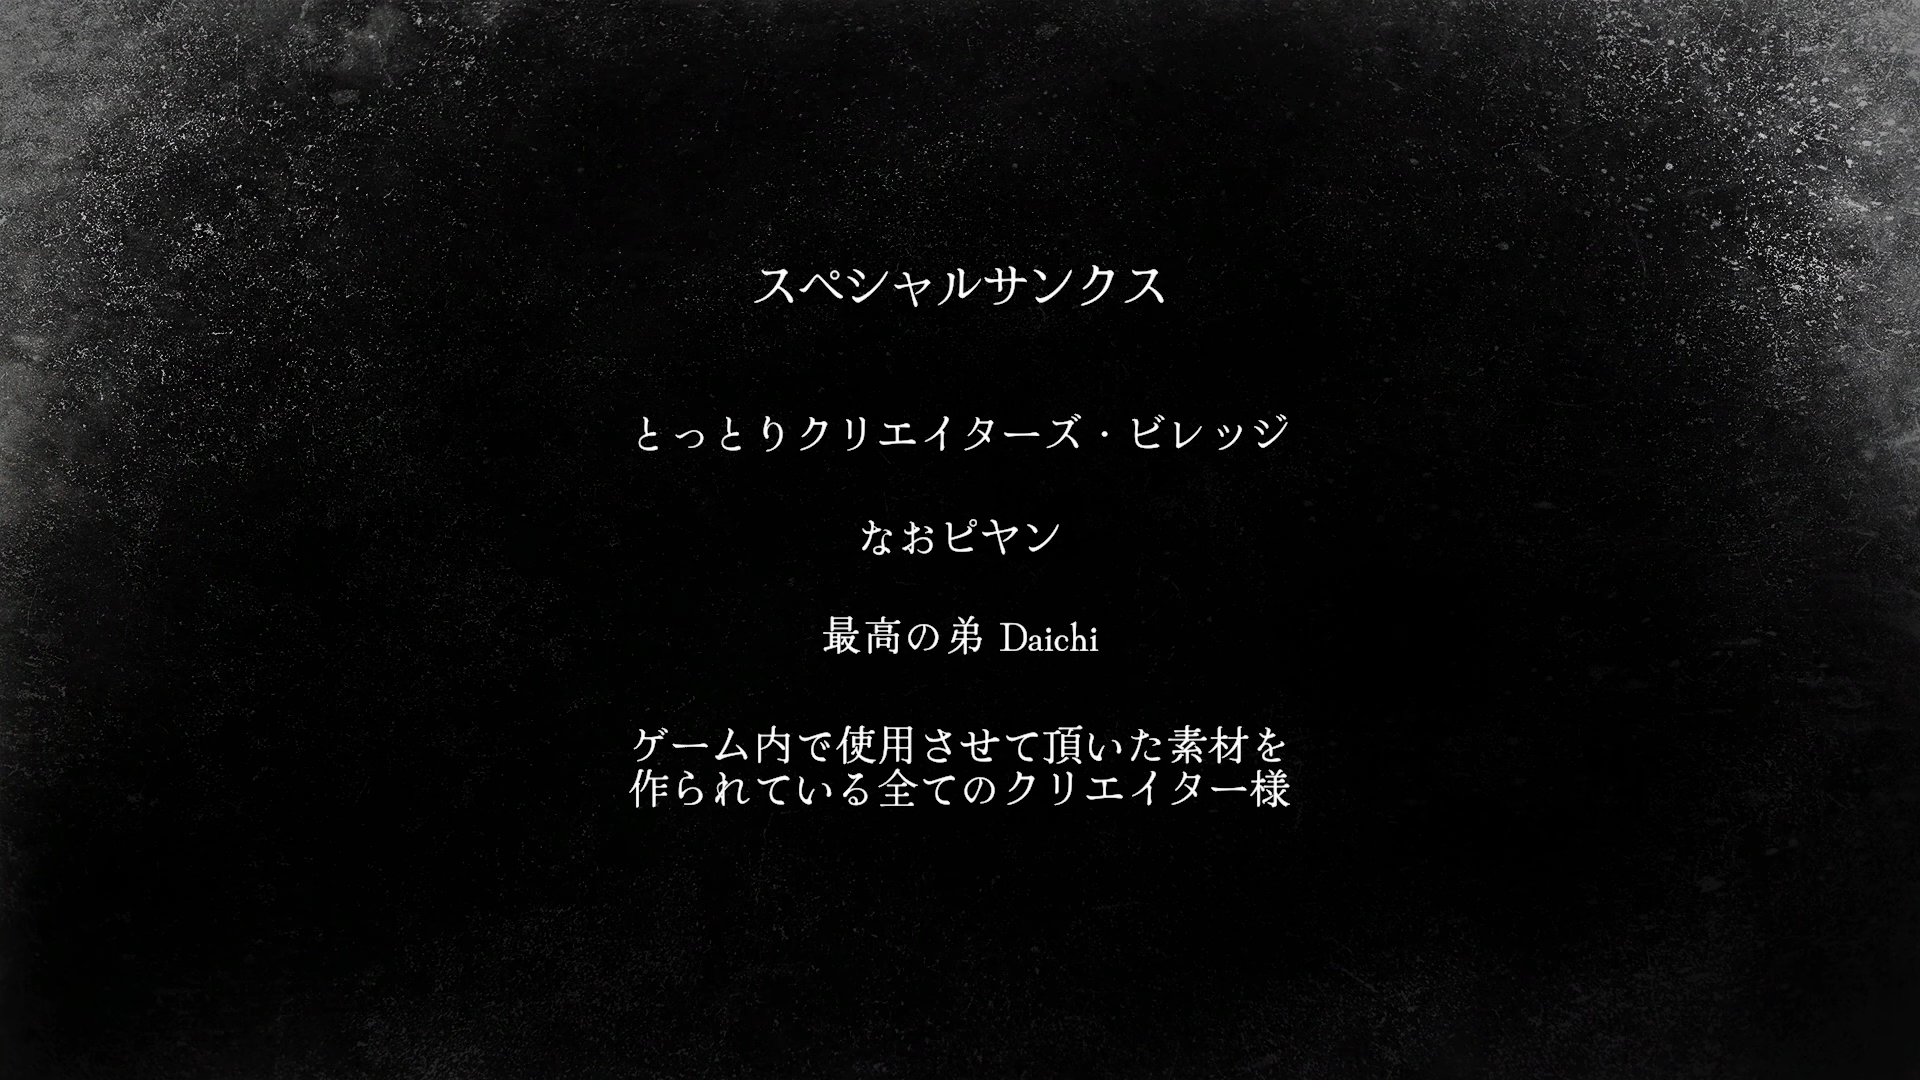 スペシャルサンクス
とっとりクリエイターズ・ビレッジ
なおピヤン
最高の弟 Daichi
ゲーム内で使用させて頂いた素材を
作られている全てのクリエイター様